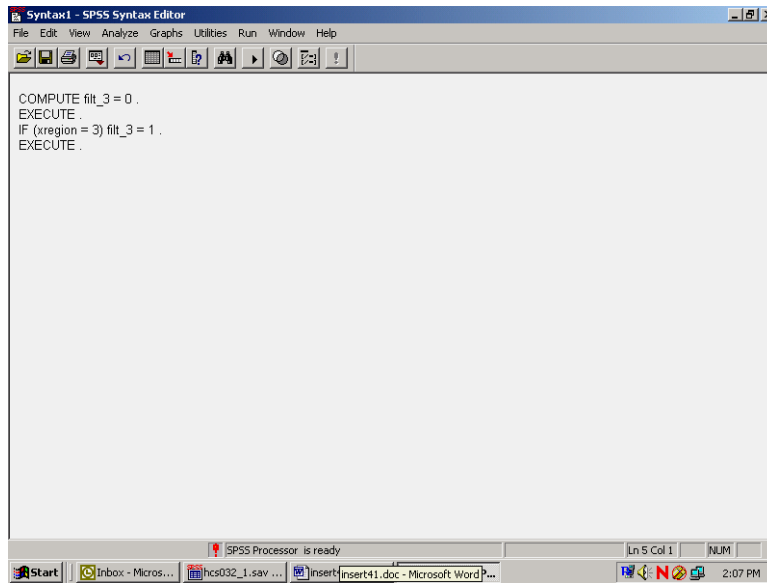 Syntax1 - SPSS Syntax Editor
File Edit View Analyze Graphs Utilities Run Window Help
COMPUTE filt_3 = 0 .
EXECUTE .
IF (xregion = 3) filt_3 = 1 .
EXECUTE .
SPSS Processor is ready
Ln 5 Col 1
NUM
Start
Inbox - Micros...
hcs032_1.sav ...
insert
insert41.doc - Microsoft Word
P...
2:07 PM